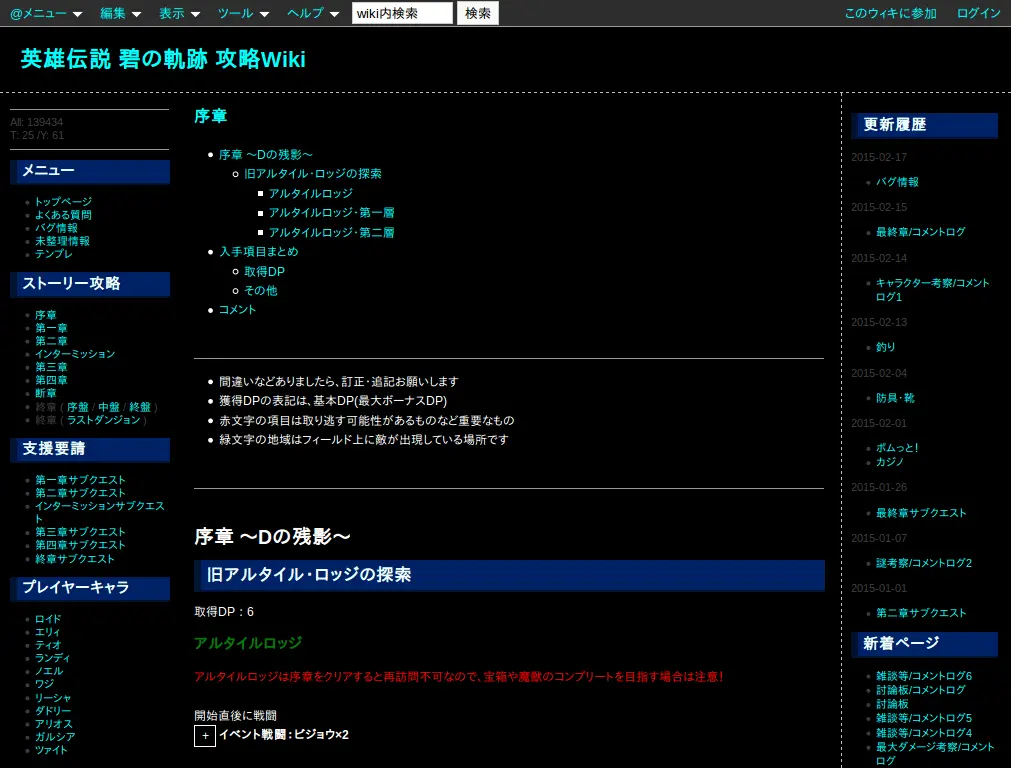 @メニュー 編集 表示 ツール ヘルプ wiki内検索 検索 このウィキに参加 ログイン
英雄伝説 碧の軌跡 攻略Wiki
All: 139434
T: 25 /Y: 61
メニュー
トップページ
よくある質問
バグ情報
未整理情報
テンプレ
ストーリー攻略
序章
第一章
第二章
インターミッション
第三章
第四章
断章
終章 ( 序盤 / 中盤 / 終盤 )
終章 ( ラストダンジョン )
支援要請
第一章サブクエスト
第二章サブクエスト
インターミッションサブクエス
ト
第三章サブクエスト
第四章サブクエスト
終章サブクエスト
プレイヤーキャラ
ロイド
エリィ
ティオ
ランディ
ノエル
ワジ
リーシャ
ダドリー
アリオス
ガルシア
ツァイト
序章
序章 ～Dの残影～
旧アルタイル・ロッジの探索
アルタイルロッジ
アルタイルロッジ・第一層
アルタイルロッジ・第二層
入手項目まとめ
取得DP
その他
コメント
間違いなどありましたら、訂正・追記お願いします
獲得DPの表記は、基本DP(最大ボーナスDP)
赤文字の項目は取り逃す可能性があるものなど重要なもの
緑文字の地域はフィールド上に敵が出現している場所です
序章 ～Dの残影～
旧アルタイル・ロッジの探索
取得DP：6
アルタイルロッジ
アルタイルロッジは序章をクリアすると再訪問不可なので、宝箱や魔獣のコンプリートを目指す場合は注意！
開始直後に戦闘
+ イベント戦闘：ビジョウ×2
更新履歴
2015-02-17
バグ情報
2015-02-15
最終章/コメントログ
2015-02-14
キャラクター考察/コメント
ログ1
2015-02-13
釣り
2015-02-04
防具・靴
2015-02-01
ポムっと！
カジノ
2015-01-26
最終章サブクエスト
2015-01-07
謎考察/コメントログ2
2015-01-01
第二章サブクエスト
新着ページ
雑談等/コメントログ6
討論板/コメントログ
討論板
雑談等/コメントログ5
雑談等/コメントログ4
最大ダメージ考察/コメント
ログ